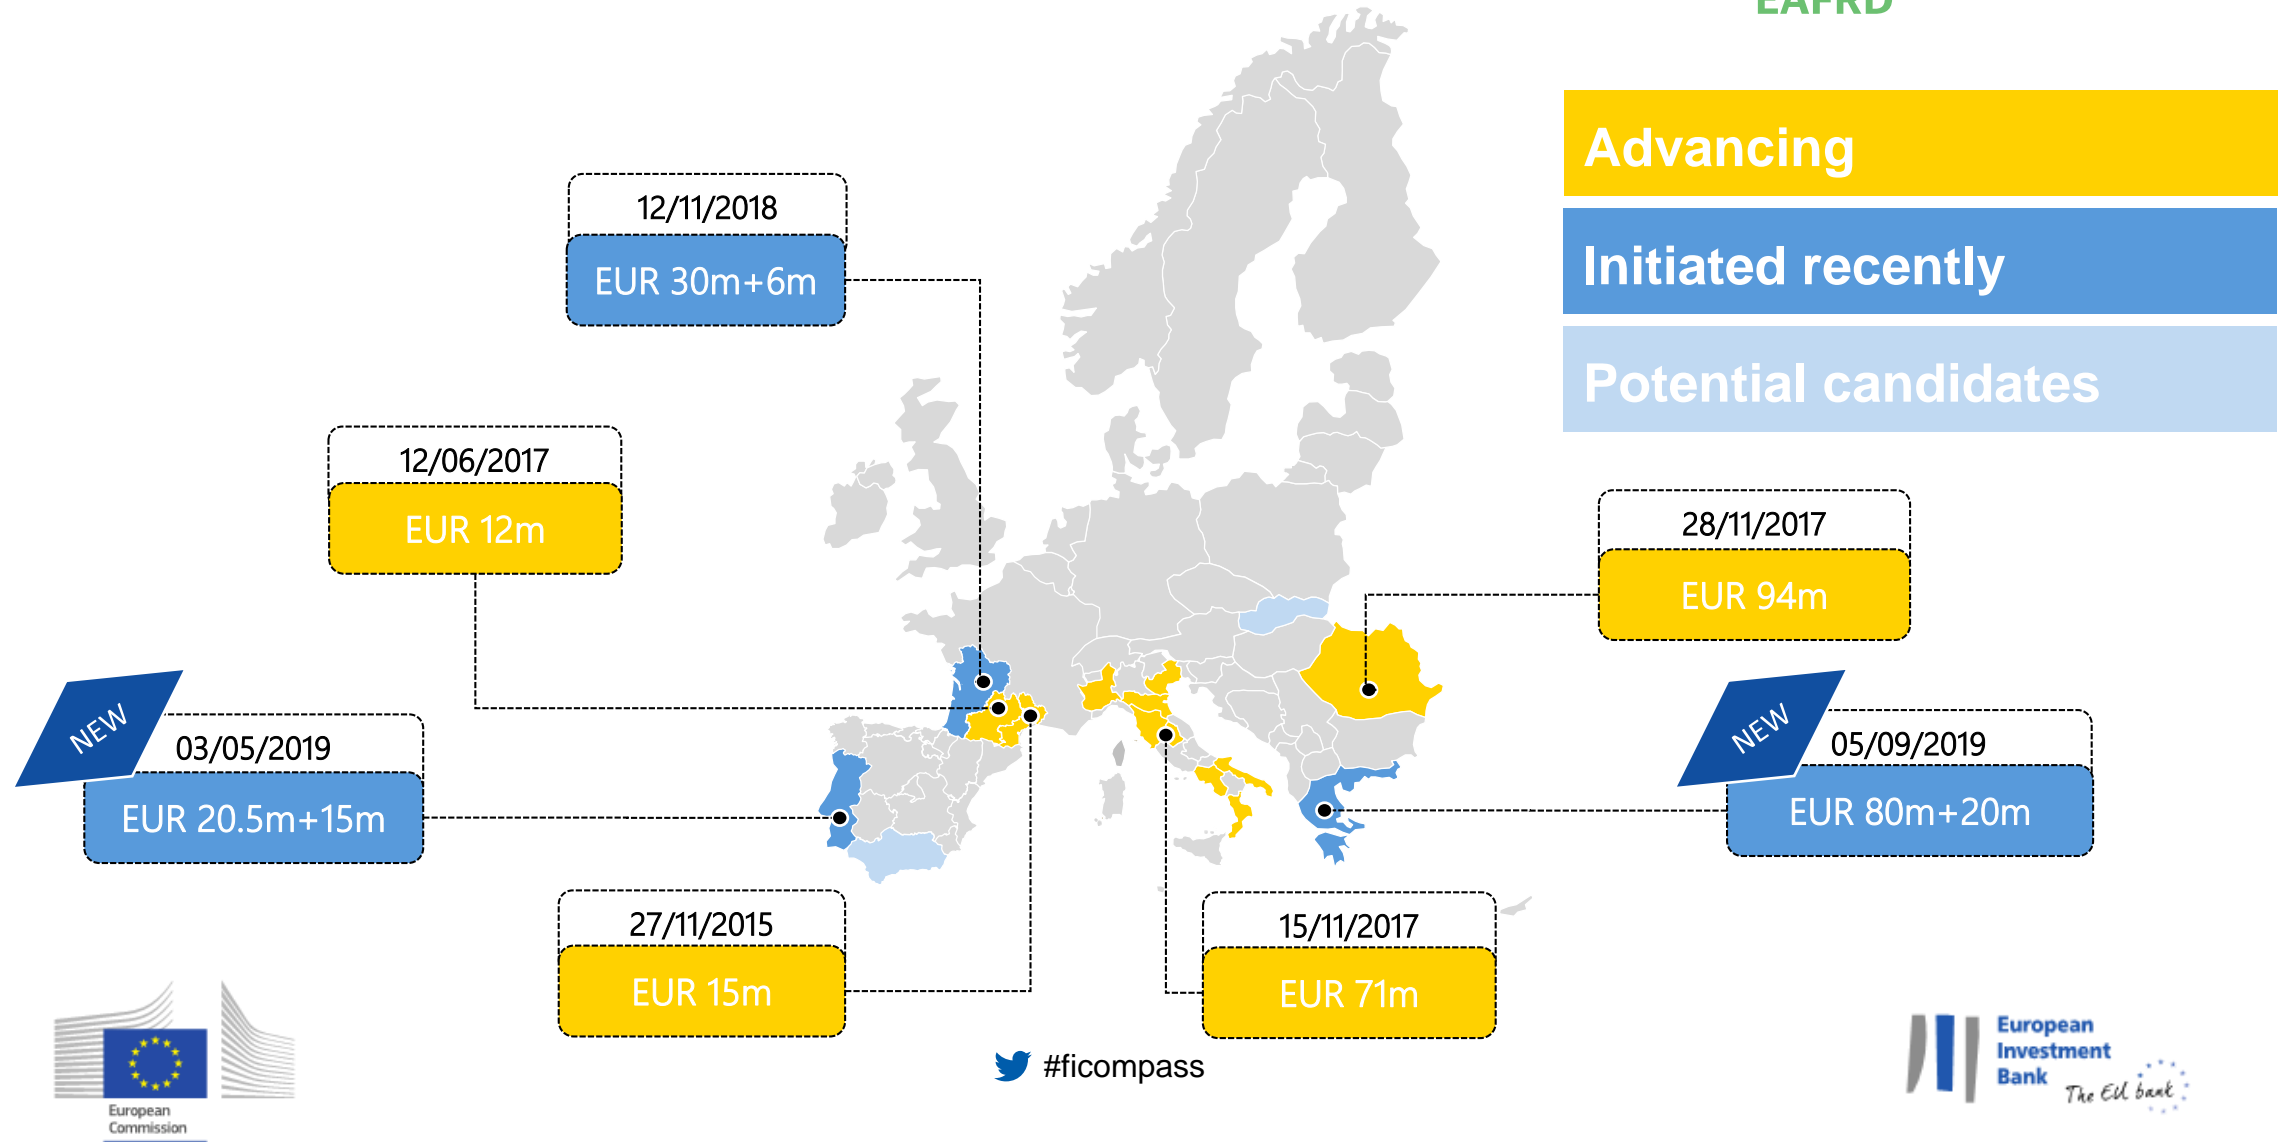 EAFRD
Advancing
Initiated recently
Potential candidates
12/11/2018
EUR 30m+6m
12/06/2017
EUR 12m
28/11/2017
EUR 94m
NEW
03/05/2019
EUR 20.5m+15m
NEW
05/09/2019
EUR 80m+20m
27/11/2015
EUR 15m
15/11/2017
EUR 71m
#ficompass
European
Commission
European
Investment
Bank
The EU bank